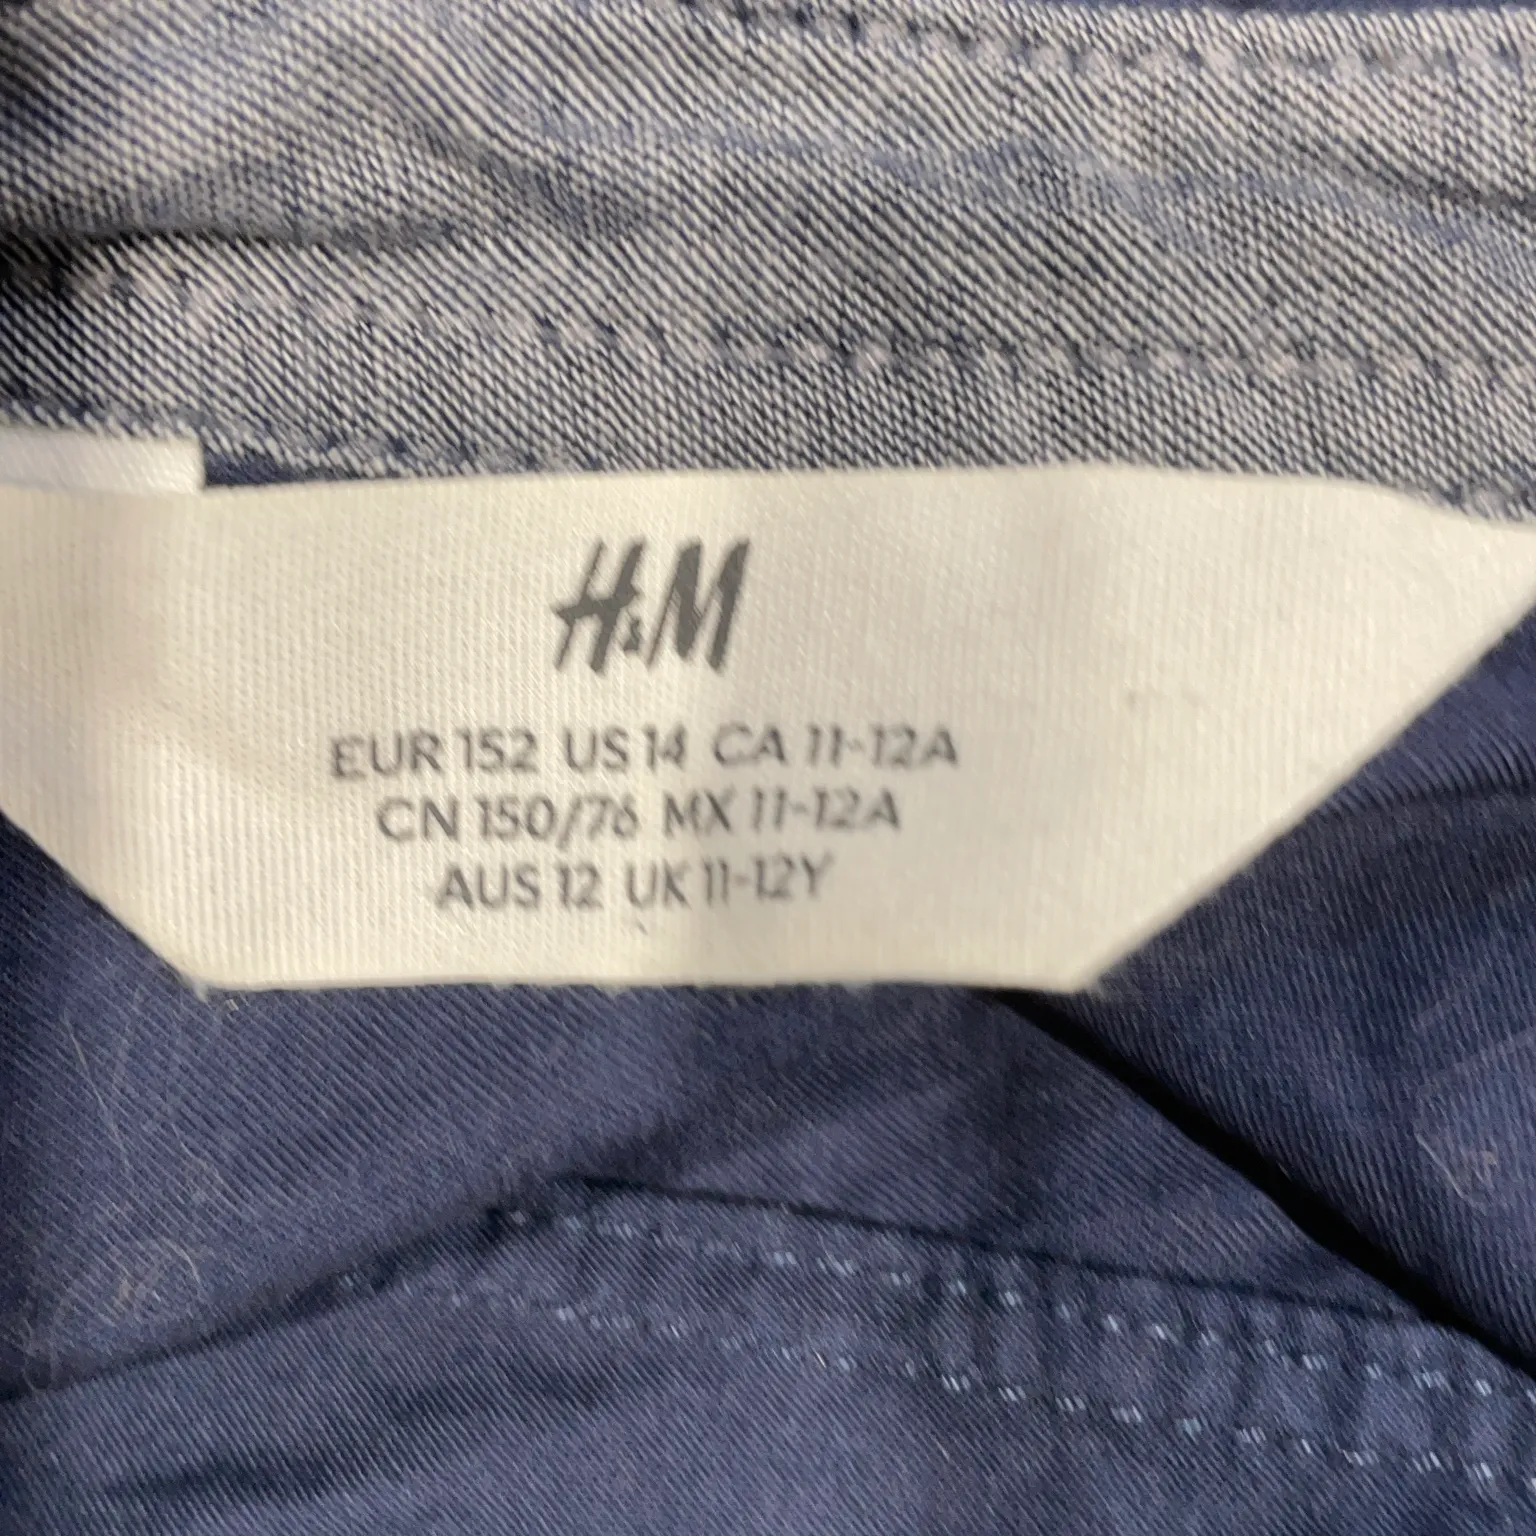 H&M
EUR 152 US 14 CA 11-12A
CN 150/76 MX 11-12A
AUS 12 UK 11-12Y